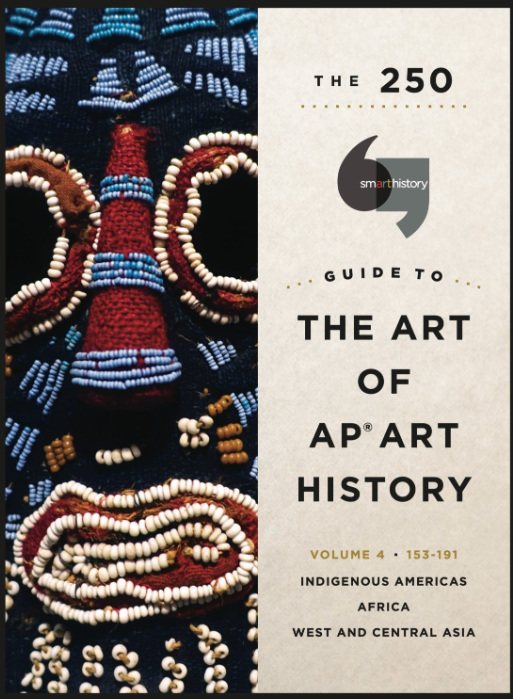 THE 250
smarthistory
GUIDE TO
THE ART
OF
AP® ART
HISTORY
VOLUME 4 • 153-191
INDIGENOUS AMERICAS
AFRICA
WEST AND CENTRAL ASIA